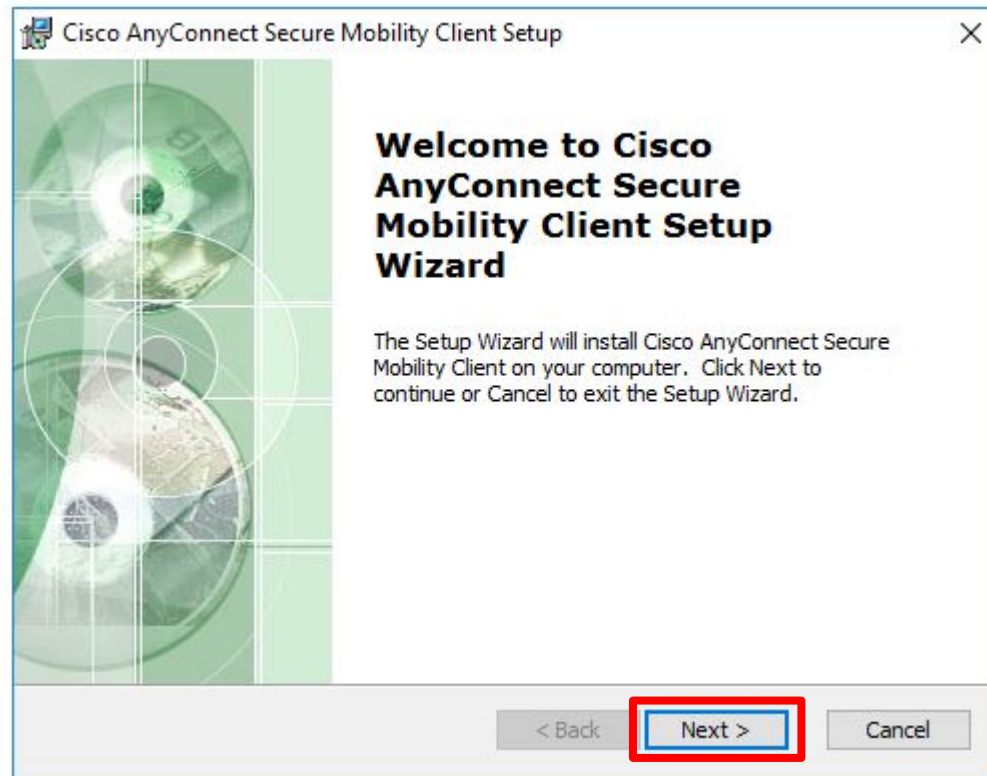 Cisco AnyConnect Secure Mobility Client Setup
Welcome to Cisco
AnyConnect Secure
Mobility Client Setup
Wizard
The Setup Wizard will install Cisco AnyConnect Secure
Mobility Client on your computer.  Click Next to
continue or Cancel to exit the Setup Wizard.
< Back
Next >
Cancel